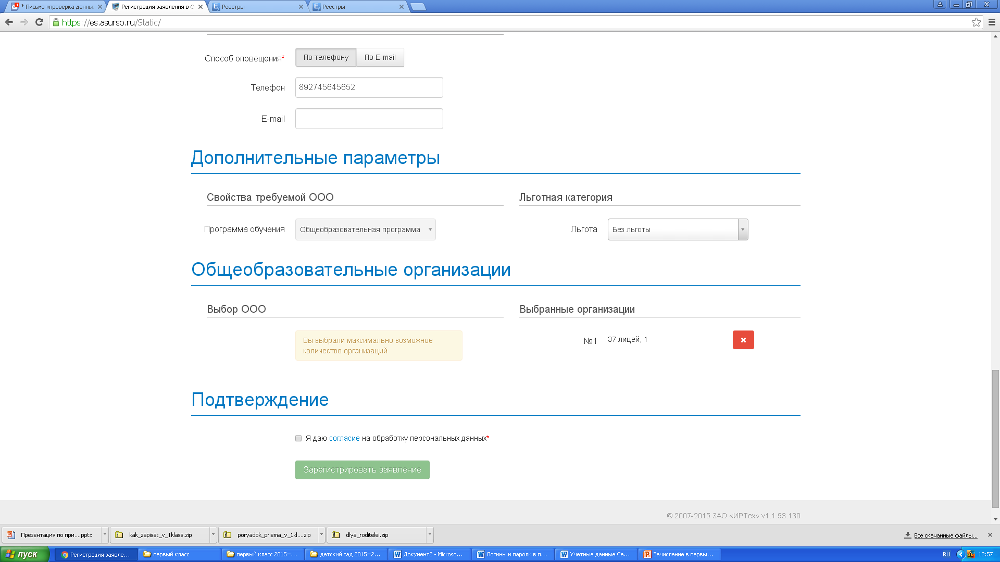 * Письмо «проверка данны
Регистрация заявления в О
Реестры
Реестры
https://es.asurso.ru/Static/
Способ оповещения*
По телефону
По E-mail
Телефон
892745645652
E-mail
Дополнительные параметры
Свойства требуемой ООО
Льготная категория
Программа обучения
Общеобразовательная программа
Льгота
Без льготы
Общеобразовательные организации
Выбор ООО
Выбранные организации
Вы выбрали максимально возможное
количество организаций
№1
37 лицей, 1
Подтверждение
Я даю согласие на обработку персональных данных*
Зарегистрировать заявление
© 2007-2015 ЗАО «ИРТех» v1.1.93.130
Презентация по при....pptx
kak_zapisat_v_1klass.zip
poryadok_priema_v_1kl....zip
dlya_roditelei.zip
Все скачанные файлы...
пуск
Регистрация заявле...
первый класс
первый класс 2015=...
детский сад 2015=2...
Документ2 - Microso...
Логины и пароли в п...
Учетные данные Се...
Зачисление в первы...
RU
12:57